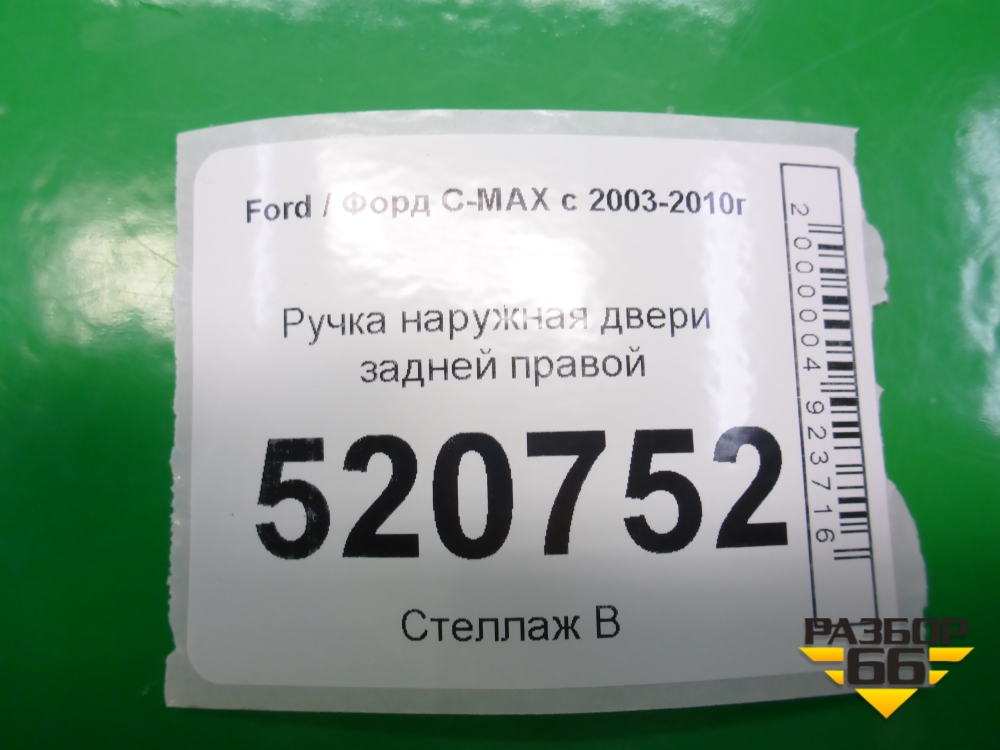 Ford / Форд C-MAX с 2003-2010г
Ручка наружная двери
задней правой
520752
Стеллаж B
2000004923716
РАЗБОР
66